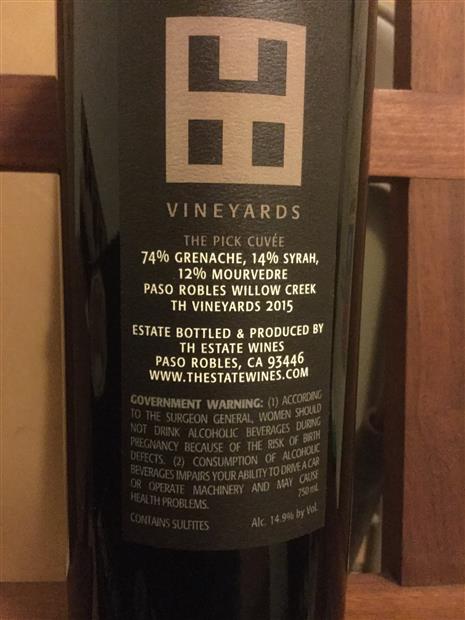 VINEYARDS
THE PICK CUVÉE
74% GRENACHE, 14% SYRAH,
12% MOURVEDRE
PASO ROBLES WILLOW CREEK
TH VINEYARDS 2015
ESTATE BOTTLED & PRODUCED BY
TH ESTATE WINES
PASO ROBLES, CA 93446
WWW.THESTATEWINES.COM
GOVERNMENT WARNING: (1) ACCORDING
TO THE SURGEON GENERAL, WOMEN SHOULD
NOT DRINK ALCOHOLIC BEVERAGES DURING
PREGNANCY BECAUSE OF THE RISK OF BIRTH
DEFECTS. (2) CONSUMPTION OF ALCOHOLIC
BEVERAGES IMPAIRS YOUR ABILITY TO DRIVE A CAR
OR OPERATE MACHINERY AND MAY CAUSE
HEALTH PROBLEMS. 750 mL
CONTAINS SULFITES Alc. 14.9% by Vol.